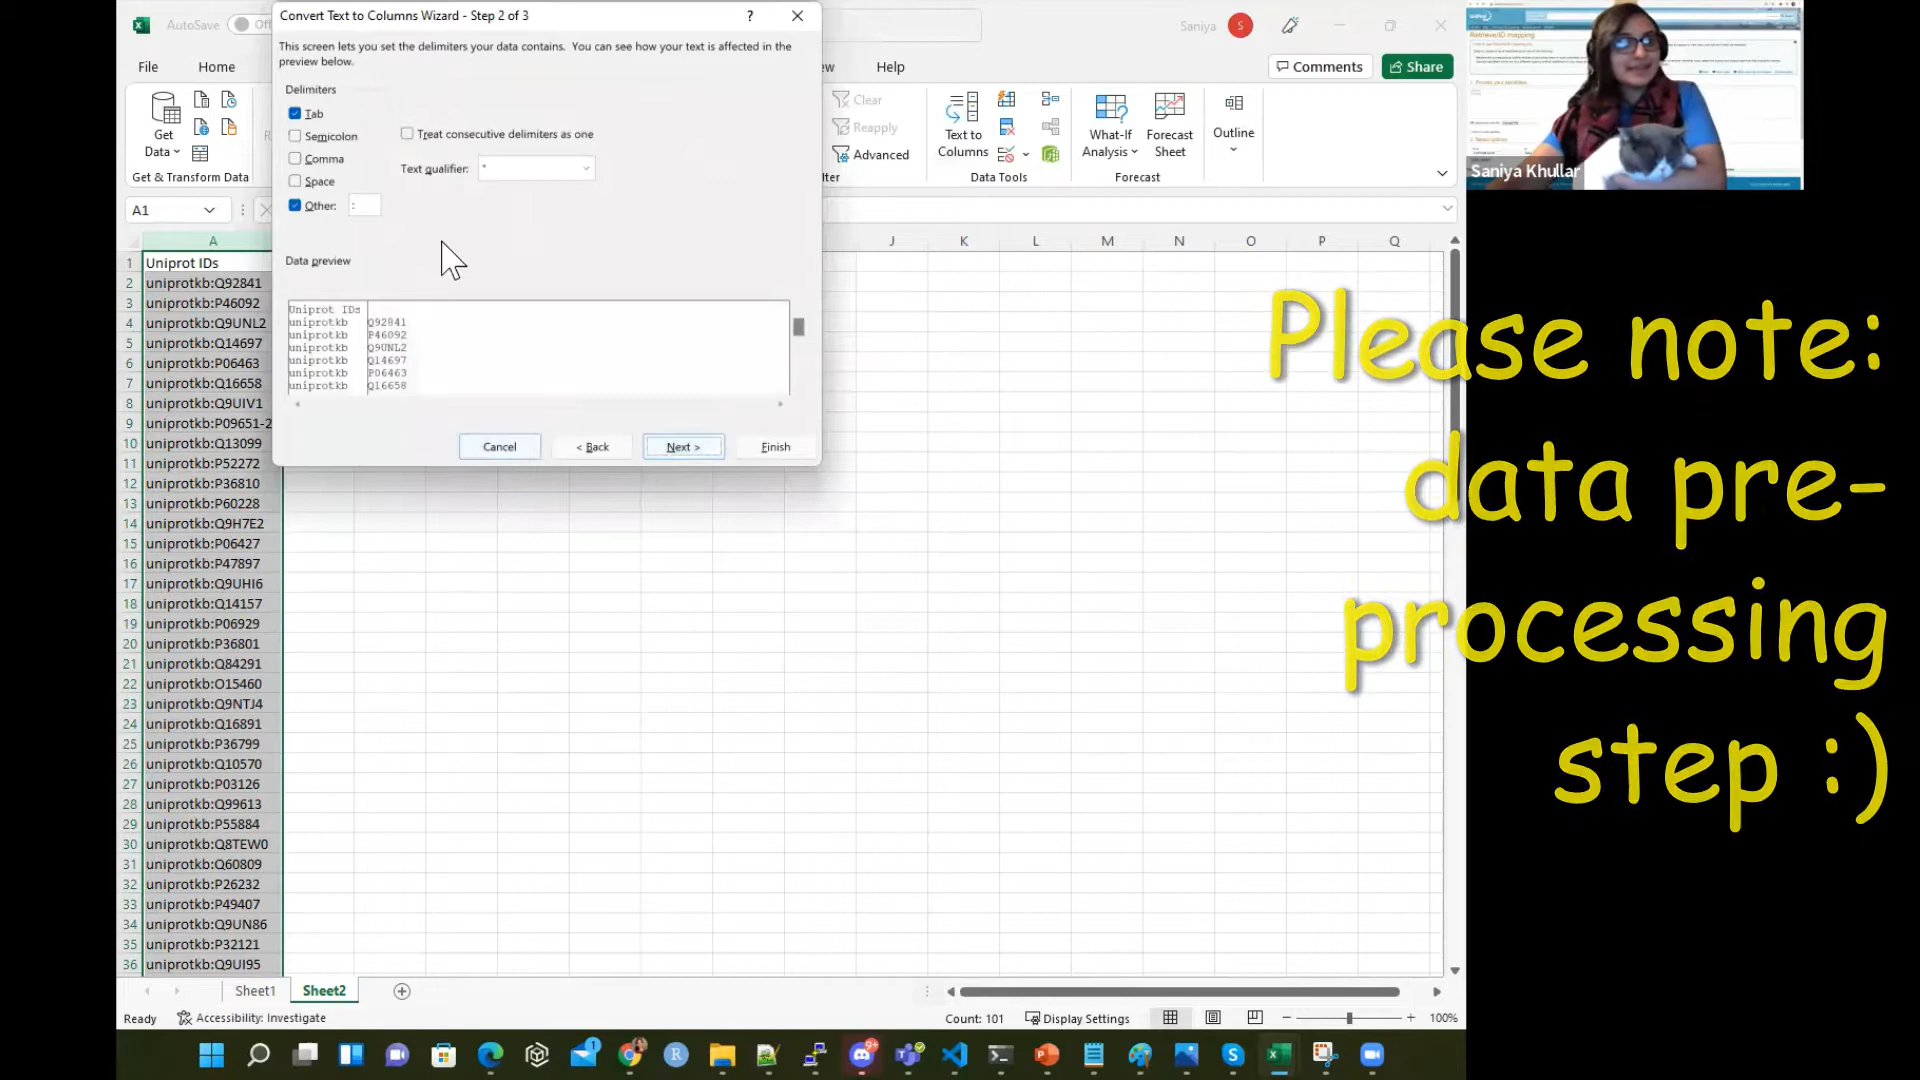 Convert Text to Columns Wizard - Step 2 of 3
?
AutoSave
Off
Saniya
S
This screen lets you set the delimiters your data contains. You can see how your text is affected in the
preview below.
File
Home
Help
Comments
Share
Delimiters
Tab
Semicolon
Comma
Space
Other: :
Treat consecutive delimiters as one
Text qualifier: "
Get
Data
Get & Transform Data
Clear
Reapply
Advanced
Text to
Columns
Data Tools
What-If
Analysis
Forecast
Sheet
Forecast
Outline
Retrieve/ID mapping
Saniya Khullar
A1
A
J K L M N O P Q
Data preview
Uniprot IDs
uniprotkb Q92841
uniprotkb P46092
uniprotkb Q9UNL2
uniprotkb Q14697
uniprotkb P06463
uniprotkb Q16658
Cancel
< Back
Next >
Finish
1 Uniprot IDs
2 uniprotkb:Q92841
3 uniprotkb:P46092
4 uniprotkb:Q9UNL2
5 uniprotkb:Q14697
6 uniprotkb:P06463
7 uniprotkb:Q16658
8 uniprotkb:Q9UIV1
9 uniprotkb:P09651-2
10 uniprotkb:Q13099
11 uniprotkb:P52272
12 uniprotkb:P36810
13 uniprotkb:P60228
14 uniprotkb:Q9H7E2
15 uniprotkb:P06427
16 uniprotkb:P47897
17 uniprotkb:Q9UHI6
18 uniprotkb:Q14157
19 uniprotkb:P06929
20 uniprotkb:P36801
21 uniprotkb:Q84291
22 uniprotkb:O15460
23 uniprotkb:Q9NTJ4
24 uniprotkb:Q16891
25 uniprotkb:P36799
26 uniprotkb:Q10570
27 uniprotkb:P03126
28 uniprotkb:Q99613
29 uniprotkb:P55884
30 uniprotkb:Q8TEW0
31 uniprotkb:Q60809
32 uniprotkb:P26232
33 uniprotkb:P49407
34 uniprotkb:Q9UN86
35 uniprotkb:P32121
36 uniprotkb:Q9UI95
Please note:
data pre-
processing
step :)
Sheet1
Sheet2
Ready
Accessibility: Investigate
Count: 101
Display Settings
100%